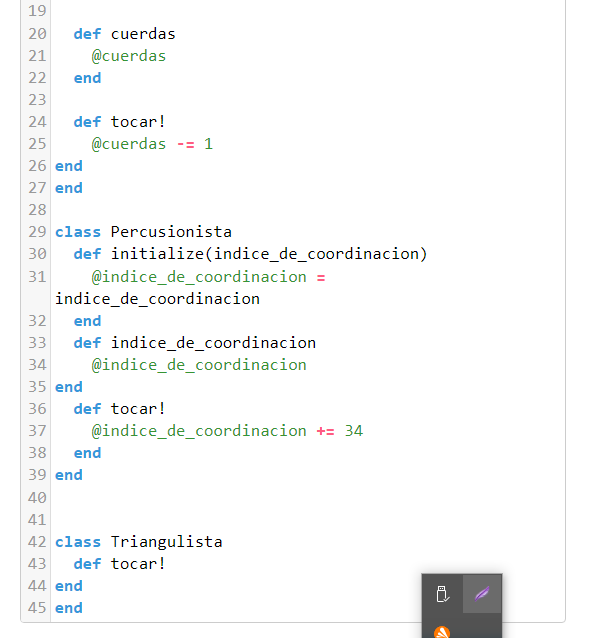 19
20   def cuerdas
21     @cuerdas
22   end
23
24   def tocar!
25     @cuerdas -= 1
26 end
27 end
28
29 class Percusionista
30   def initialize(indice_de_coordinacion)
31     @indice_de_coordinacion =
indice_de_coordinacion
32   end
33   def indice_de_coordinacion
34     @indice_de_coordinacion
35 end
36   def tocar!
37     @indice_de_coordinacion += 34
38   end
39 end
40
41
42 class Triangulista
43   def tocar!
44 end
45 end